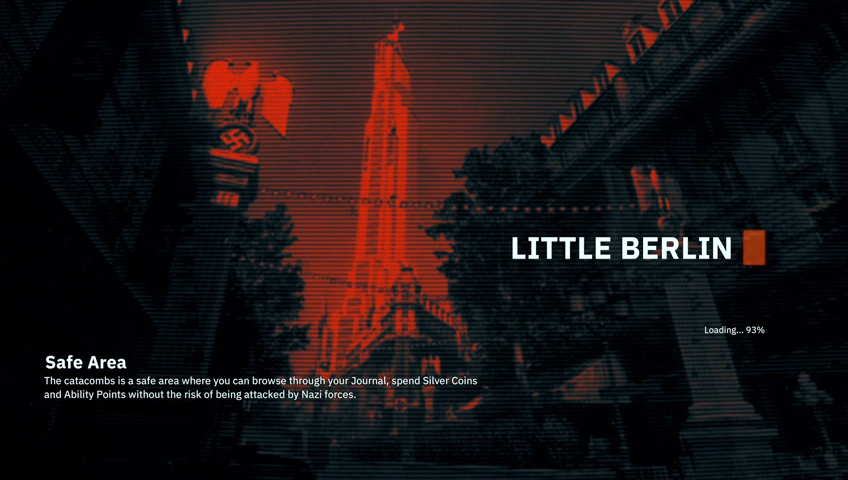 LITTLE BERLIN
Loading... 93%
Safe Area
The catacombs is a safe area where you can browse through your Journal, spend Silver Coins
and Ability Points without the risk of being attacked by Nazi forces.